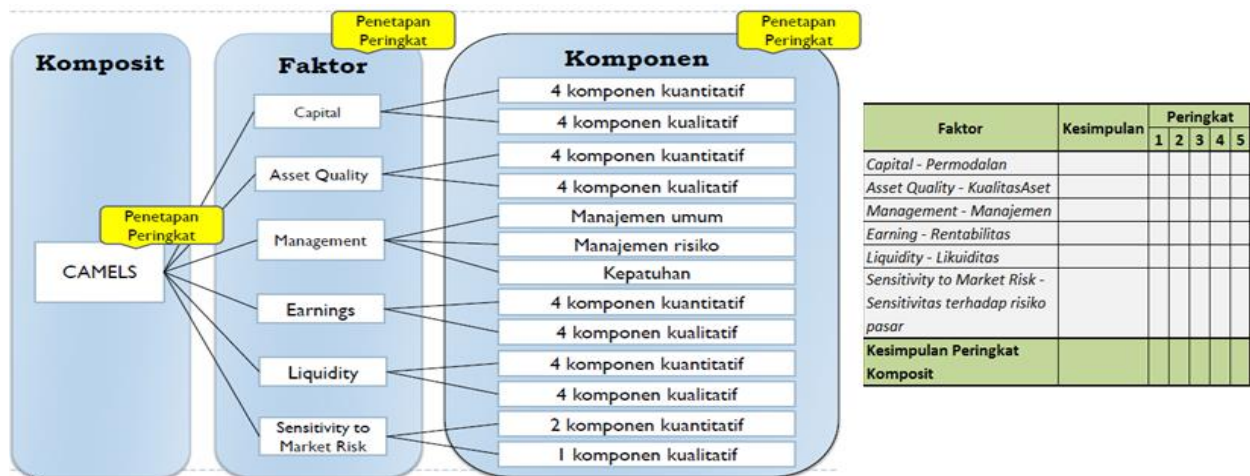 Penetapan
Peringkat
Penetapan
Peringkat
Komposit
Faktor
Komponen
Capital
4 komponen kuantitatif
4 komponen kualitatif
Asset Quality
4 komponen kuantitatif
4 komponen kualitatif
Penetapan
Peringkat
CAMELS
Management
Manajemen umum
Manajemen risiko
Kepatuhan
Earnings
4 komponen kuantitatif
4 komponen kualitatif
Liquidity
4 komponen kuantitatif
4 komponen kualitatif
Sensitivity to
Market Risk
2 komponen kuantitatif
1 komponen kualitatif
Faktor Kesimpulan Peringkat
1 2 3 4 5
Capital - Permodalan
Asset Quality - KualitasAset
Management - Manajemen
Earning - Rentabilitas
Liquidity - Likuiditas
Sensitivity to Market Risk -
Sensitivitas terhadap risiko
pasar
Kesimpulan Peringkat
Komposit